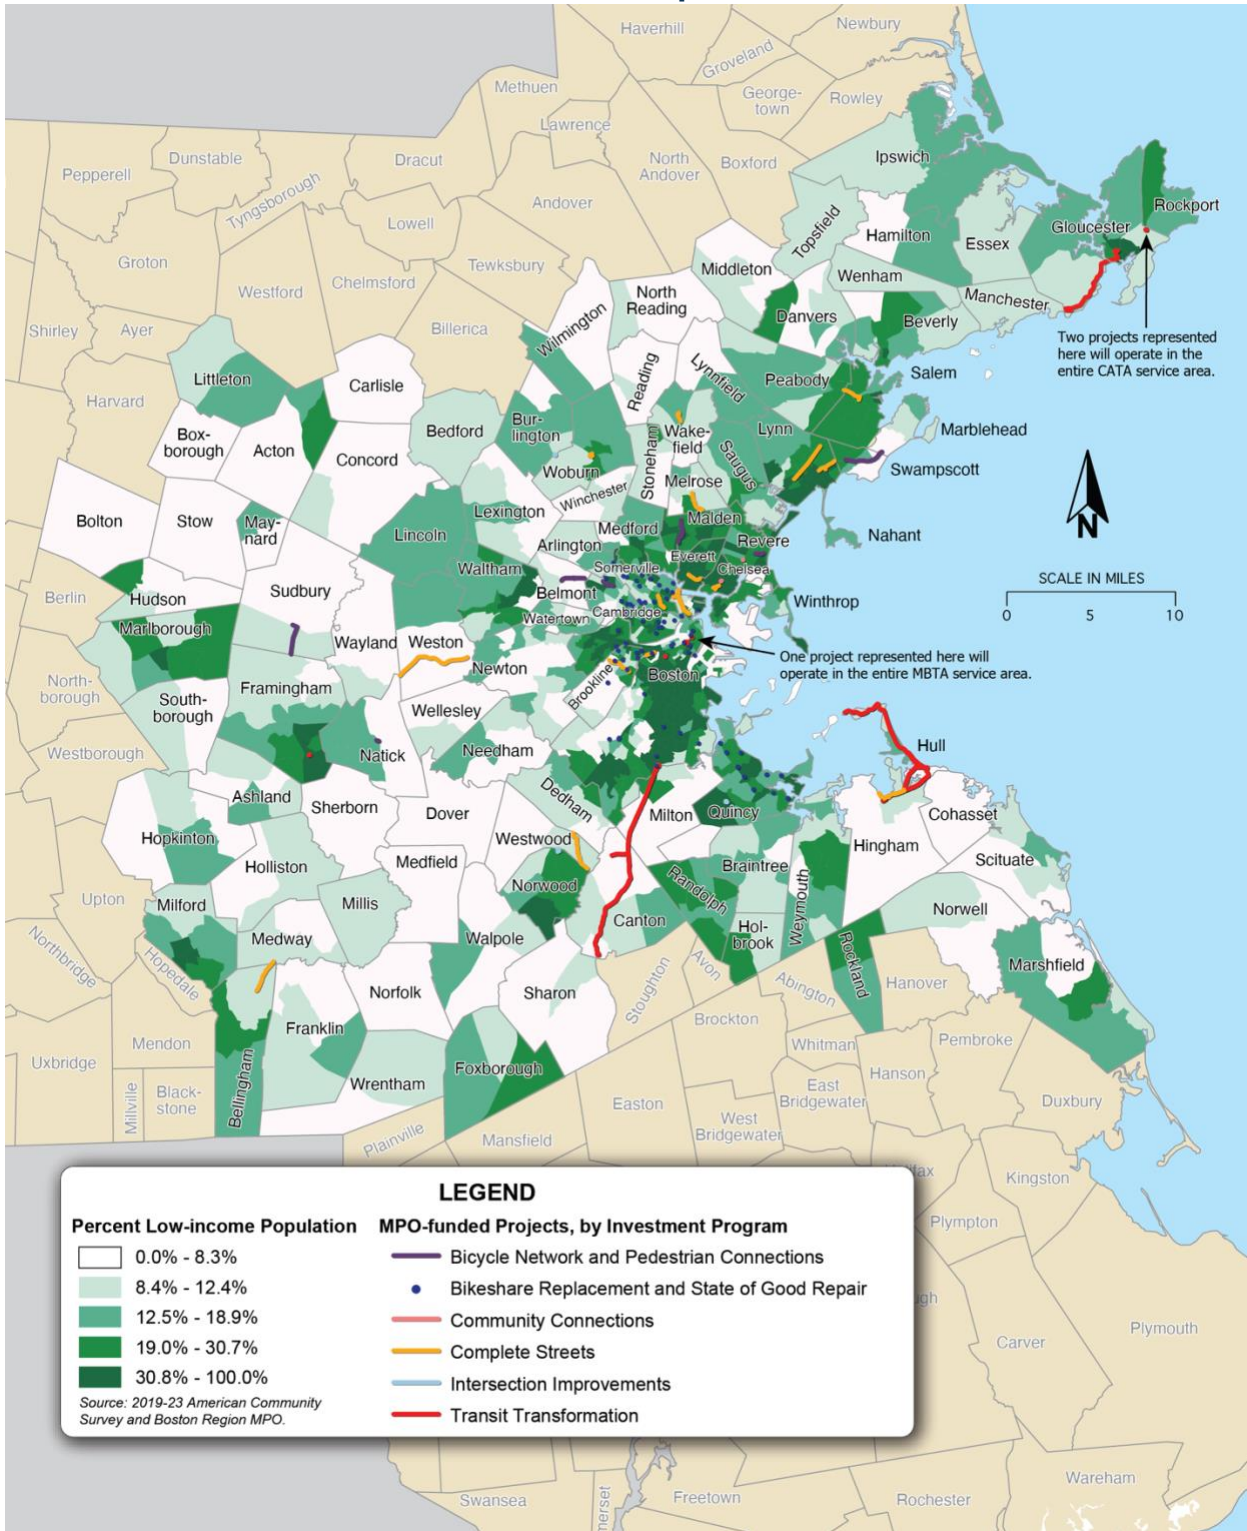 Haverhill
Newbury
Groveland
Methuen
George-
town
Rowley
Lawrence
Dunstable
Dracut
North
Andover
Boxford
Ipswich
Pepperell
Tyngsborough
Andover
Rockport
Lowell
Topsfield
Hamilton
Gloucester
Essex
Groton
Tewksbury
Middleton
Wenham
Westford
Chelmsford
North
Reading
Manchester
Danvers
Beverly
Shirley
Ayer
Billerica
Wilmington
Two projects represented
here will operate in the
entire CATA service area.
Littleton
Carlisle
Reading
Lynnfield
Peabody
Salem
Harvard
Box-
borough
Acton
Bedford
Bur-
lington
Wake-
field
Lynn
Marblehead
Concord
Woburn
Stoneham
Saugus
Swampscott
Bolton
Stow
May-
nard
Lexington
Winchester
Melrose
N
Lincoln
Arlington
Medford
Malden
Revere
Nahant
Everett
Waltham
Somerville
Chelsea
SCALE IN MILES
0
5
10
Berlin
Hudson
Sudbury
Belmont
Winthrop
Watertown
Cambridge
Marlborough
Wayland
Weston
Newton
One project represented here will
operate in the entire MBTA service area.
North-
borough
Framingham
Brookline
Boston
South-
borough
Wellesley
Westborough
Natick
Needham
Hull
Ashland
Sherborn
Dover
Dedham
Milton
Quincy
Cohasset
Hopkinton
Westwood
Hingham
Holliston
Medfield
Braintree
Scituate
Upton
Milford
Millis
Norwood
Randolph
Weymouth
Norwell
Canton
Hol-
brook
Northbridge
Medway
Walpole
Hopedale
Rockland
Marshfield
Norfolk
Sharon
Stoughton
Avon
Abington
Hanover
Franklin
Brockton
Uxbridge
Mendon
Whitman
Pembroke
Bellingham
Foxborough
Millville
Black-
stone
Wrentham
Hanson
East
Bridgewater
Easton
Duxbury
Plainville
Mansfield
West
Bridgewater
Kingston
Plympton
Carver
Plymouth
LEGEND
Percent Low-income Population
0.0% - 8.3%
8.4% - 12.4%
12.5% - 18.9%
19.0% - 30.7%
30.8% - 100.0%
Source: 2019-23 American Community
Survey and Boston Region MPO.
MPO-funded Projects, by Investment Program
Bicycle Network and Pedestrian Connections
Bikeshare Replacement and State of Good Repair
Community Connections
Complete Streets
Intersection Improvements
Transit Transformation
Wareham
Swansea
Freetown
Rochester